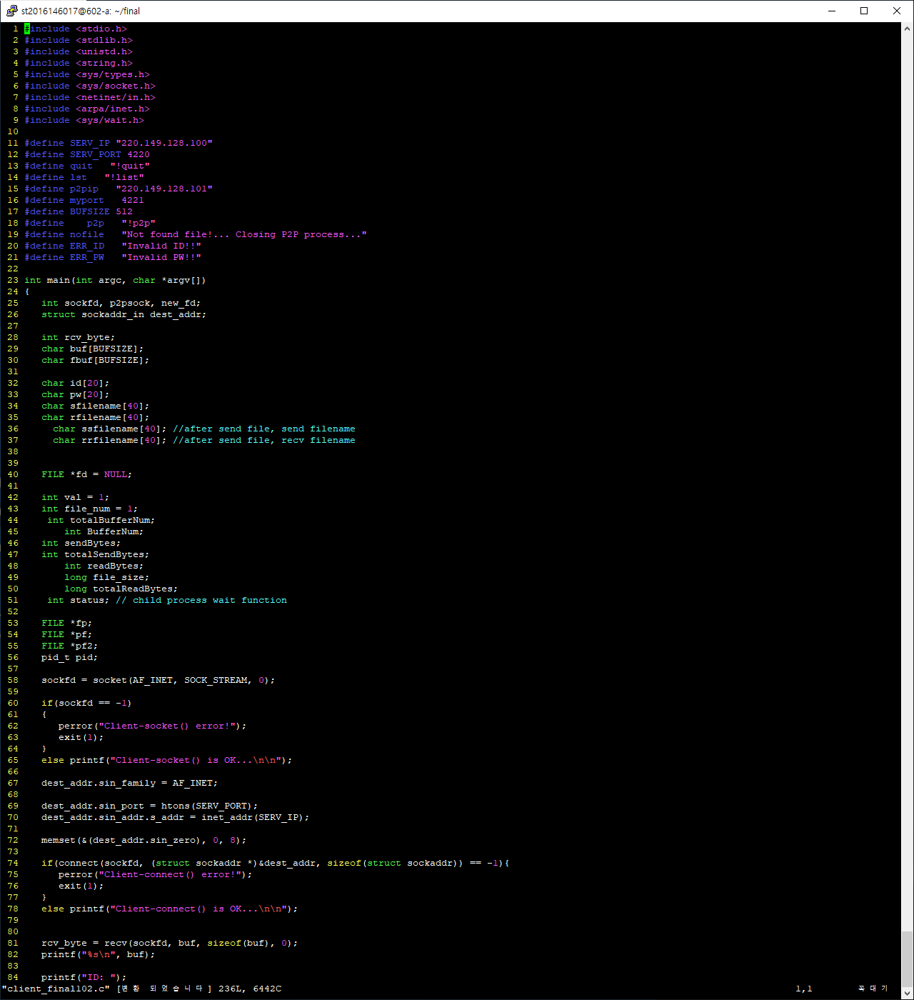 st2016146017@602-a: ~/final
1 #include <stdio.h>
2 #include <stdlib.h>
3 #include <unistd.h>
4 #include <string.h>
5 #include <sys/types.h>
6 #include <sys/socket.h>
7 #include <netinet/in.h>
8 #include <arpa/inet.h>
9 #include <sys/wait.h>
10
11 #define SERV_IP "220.149.128.100"
12 #define SERV_PORT 4220
13 #define quit   "!quit"
14 #define lst   "!list"
15 #define p2pip   "220.149.128.101"
16 #define myport   4221
17 #define BUFSIZE 512
18 #define    p2p   "!p2p"
19 #define nofile   "Not found file!... Closing P2P process..."
20 #define ERR_ID   "Invalid ID!!"
21 #define ERR_PW   "Invalid PW!!"
22
23 int main(int argc, char *argv[])
24 {
25    int sockfd, p2psock, new_fd;
26    struct sockaddr_in dest_addr;
27
28    int rcv_byte;
29    char buf[BUFSIZE];
30    char fbuf[BUFSIZE];
31
32    char id[20];
33    char pw[20];
34    char sfilename[40];
35    char rfilename[40];
36      char ssfilename[40]; //after send file, send filename
37      char rrfilename[40]; //after send file, recv filename
38
39
40    FILE *fd = NULL;
41
42    int val = 1;
43    int file_num = 1;
44     int totalBufferNum;
45        int BufferNum;
46    int sendBytes;
47    int totalSendBytes;
48        int readBytes;
49        long file_size;
50        long totalReadBytes;
51     int status; // child process wait function
52
53    FILE *fp;
54    FILE *pf;
55    FILE *pf2;
56    pid_t pid;
57
58    sockfd = socket(AF_INET, SOCK_STREAM, 0);
59
60    if(sockfd == -1)
61    {
62       perror("Client-socket() error!");
63       exit(1);
64    }
65    else printf("Client-socket() is OK...\n\n");
66
67    dest_addr.sin_family = AF_INET;
68
69    dest_addr.sin_port = htons(SERV_PORT);
70    dest_addr.sin_addr.s_addr = inet_addr(SERV_IP);
71
72    memset(&(dest_addr.sin_zero), 0, 8);
73
74    if(connect(sockfd, (struct sockaddr *)&dest_addr, sizeof(struct sockaddr)) == -1){
75       perror("Client-connect() error!");
76       exit(1);
77    }
78    else printf("Client-connect() is OK...\n\n");
79
80
81    rcv_byte = recv(sockfd, buf, sizeof(buf), 0);
82    printf("%s\n", buf);
83
84    printf("ID: ");
"client_final102.c" [변환 되었습니다] 236L, 6442C 1,1 꼭대기